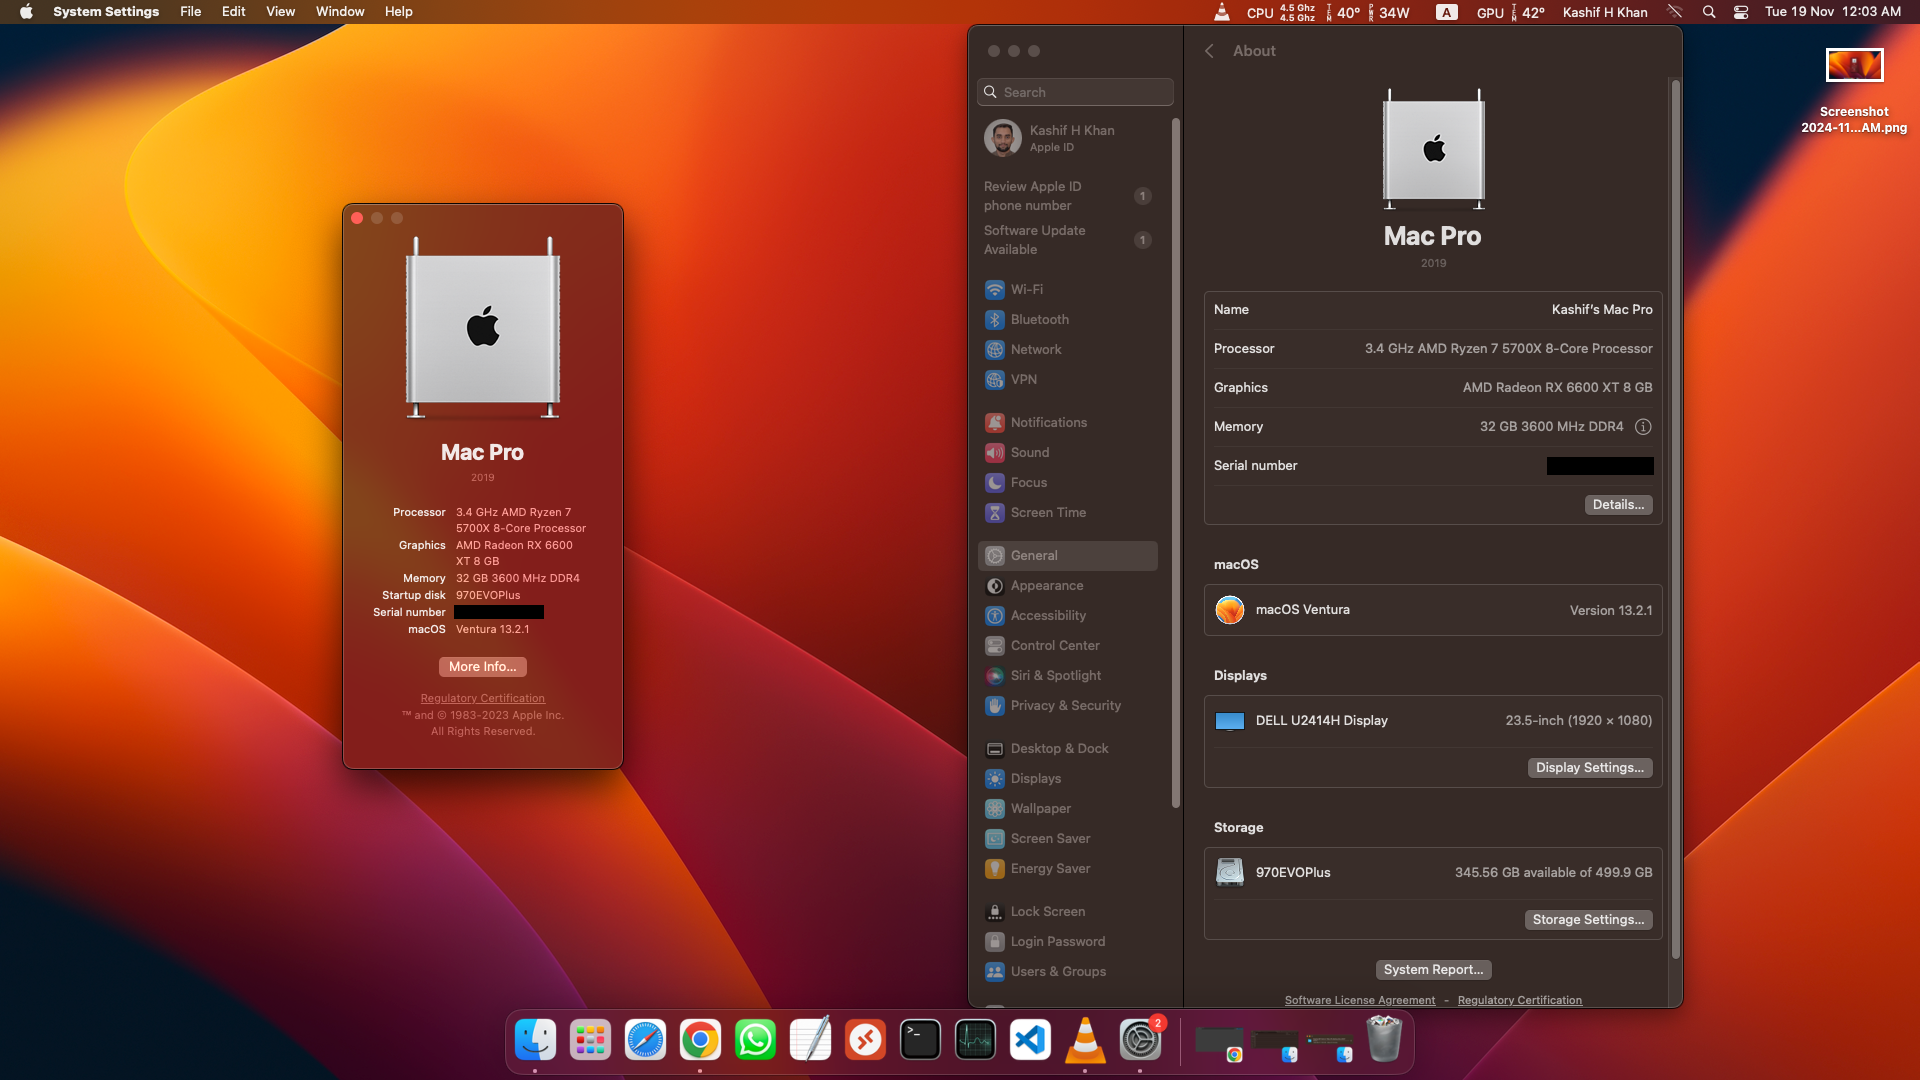 System Settings File Edit View Window Help
CPU 4.5 Ghz 4.5 Ghz TEM 40° PWR 34W A GPU TEM 42° Kashif H Khan Tue 19 Nov 12:03 AM
Screenshot
2024-11...AM.png
Mac Pro
2019
Processor 3.4 GHz AMD Ryzen 7
5700X 8-Core Processor
Graphics AMD Radeon RX 6600
XT 8 GB
Memory 32 GB 3600 MHz DDR4
Startup disk 970EVOPlus
Serial number
macOS Ventura 13.2.1
More Info...
Regulatory Certification
™ and © 1983-2023 Apple Inc.
All Rights Reserved.
Search
Kashif H Khan
Apple ID
Review Apple ID
phone number
1
Software Update
Available
1
Wi-Fi
Bluetooth
Network
VPN
Notifications
Sound
Focus
Screen Time
General
Appearance
Accessibility
Control Center
Siri & Spotlight
Privacy & Security
Desktop & Dock
Displays
Wallpaper
Screen Saver
Energy Saver
Lock Screen
Login Password
Users & Groups
About
Mac Pro
2019
Name Kashif's Mac Pro
Processor 3.4 GHz AMD Ryzen 7 5700X 8-Core Processor
Graphics AMD Radeon RX 6600 XT 8 GB
Memory 32 GB 3600 MHz DDR4
Serial number
Details...
macOS
macOS Ventura Version 13.2.1
Displays
DELL U2414H Display 23.5-inch (1920 × 1080)
Display Settings...
Storage
970EVOPlus 345.56 GB available of 499.9 GB
Storage Settings...
System Report...
Software License Agreement - Regulatory Certification
2